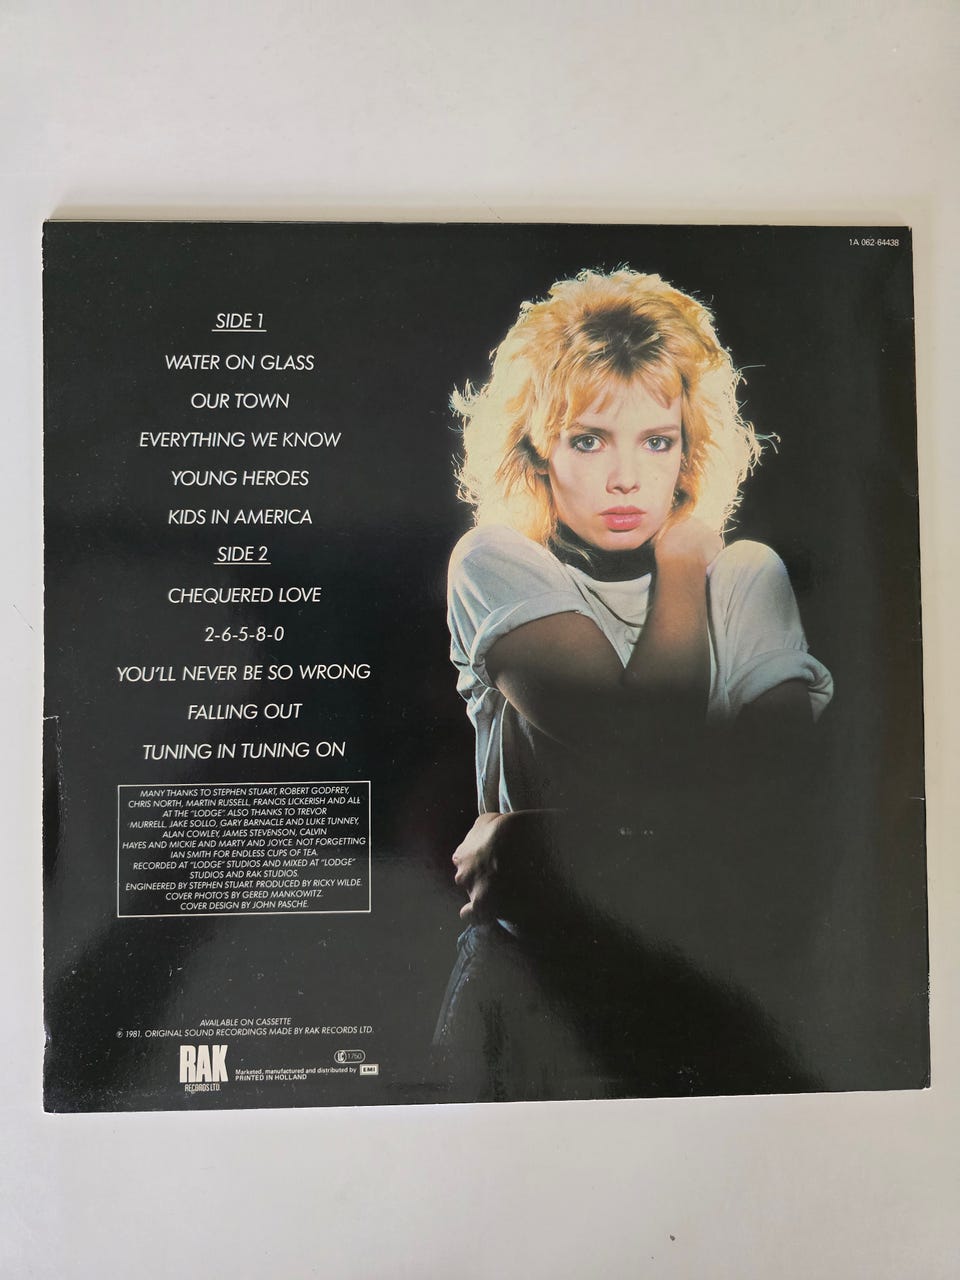 1A 062-64438
SIDE 1
WATER ON GLASS
OUR TOWN
EVERYTHING WE KNOW
YOUNG HEROES
KIDS IN AMERICA
SIDE 2
CHEQUERED LOVE
2-6-5-8-0
YOU'LL NEVER BE SO WRONG
FALLING OUT
TUNING IN TUNING ON
MANY THANKS TO STEPHEN STUART, ROBERT GODFREY,
CHRIS NORTH, MARTIN RUSSELL, FRANCIS LICKERISH AND ALL
AT THE "LODGE" ALSO THANKS TO TREVOR
MURRELL, JAKE SOLLO, GARY BARNACLE AND LUKE TUNNEY,
ALAN COWLEY, JAMES STEVENSON, CALVIN
HAYES AND MICKIE AND MARTY AND JOYCE. NOT FORGETTING
IAN SMITH FOR ENDLESS CUPS OF TEA.
RECORDED AT "LODGE" STUDIOS AND MIXED AT "LODGE"
STUDIOS AND RAK STUDIOS.
ENGINEERED BY STEPHEN STUART. PRODUCED BY RICKY WILDE.
COVER PHOTO'S BY GERED MANKOWITZ.
COVER DESIGN BY JOHN PASCHE.
AVAILABLE ON CASSETTE
℗ 1981. ORIGINAL SOUND RECORDINGS MADE BY RAK RECORDS LTD.
RAK
RECORDS LTD.
LC 1750
Marketed, manufactured and distributed by EMI
PRINTED IN HOLLAND